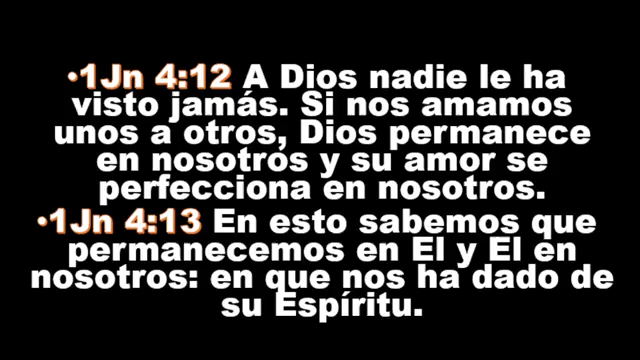 •1Jn 4:12 A Dios nadie le ha
visto jamás. Si nos amamos
unos a otros, Dios permanece
en nosotros y su amor se
perfecciona en nosotros.
•1Jn 4:13 En esto sabemos que
permanecemos en El y El en
nosotros: en que nos ha dado de
su Espíritu.